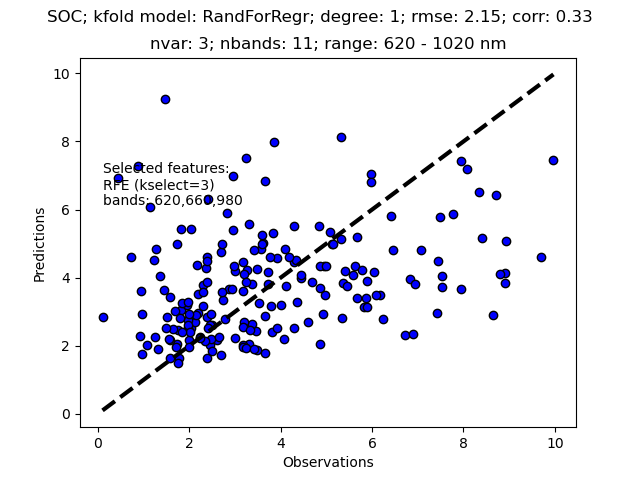 SOC; kfold model: RandForRegr; degree: 1; rmse: 2.15; corr: 0.33
nvar: 3; nbands: 11; range: 620 - 1020 nm
10
8
6
4
2
0
Selected features:
RFE (kselect=3)
bands: 620,660,980
Predictions
0 2 4 6 8 10
Observations